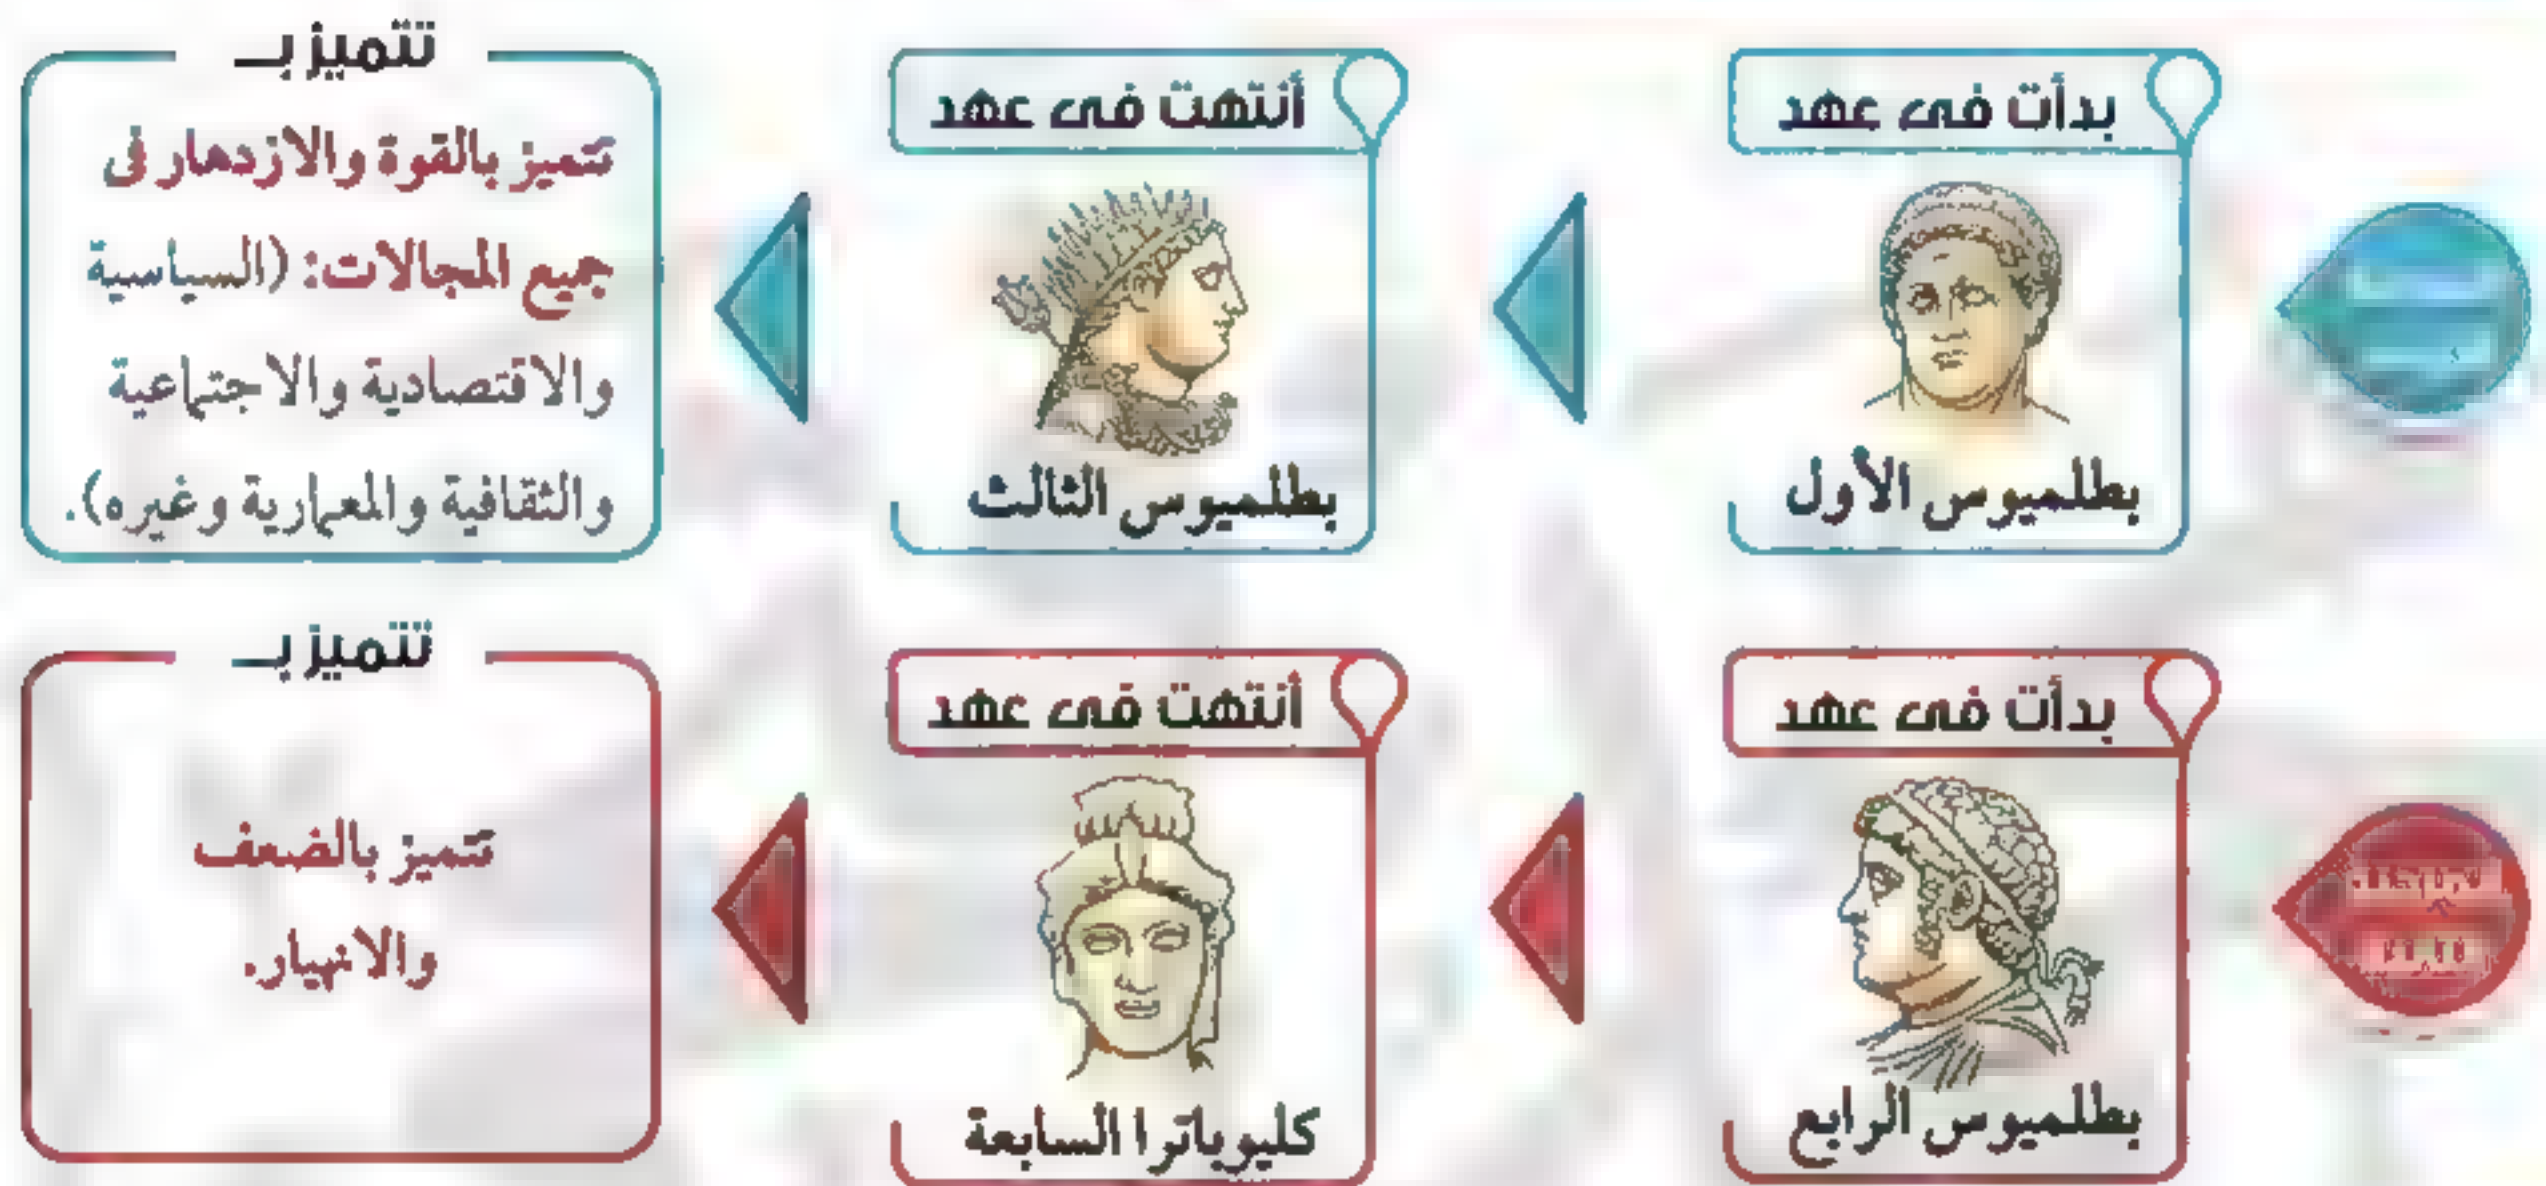 بدأت فى عهد
بطلميوس الأول
أنتهت فى عهد
بطلميوس الثالث
تتميز بـ
تتميز بالقوة والازدهار فى
جميع المجالات: (السياسية
والاقتصادية والاجتماعية
والثقافية والمعمارية وغيره).
بدأت فى عهد
بطلميوس الرابع
أنتهت فى عهد
كليوباترا السابعة
تتميز بـ
تتميز بالضعف
والانهيار.